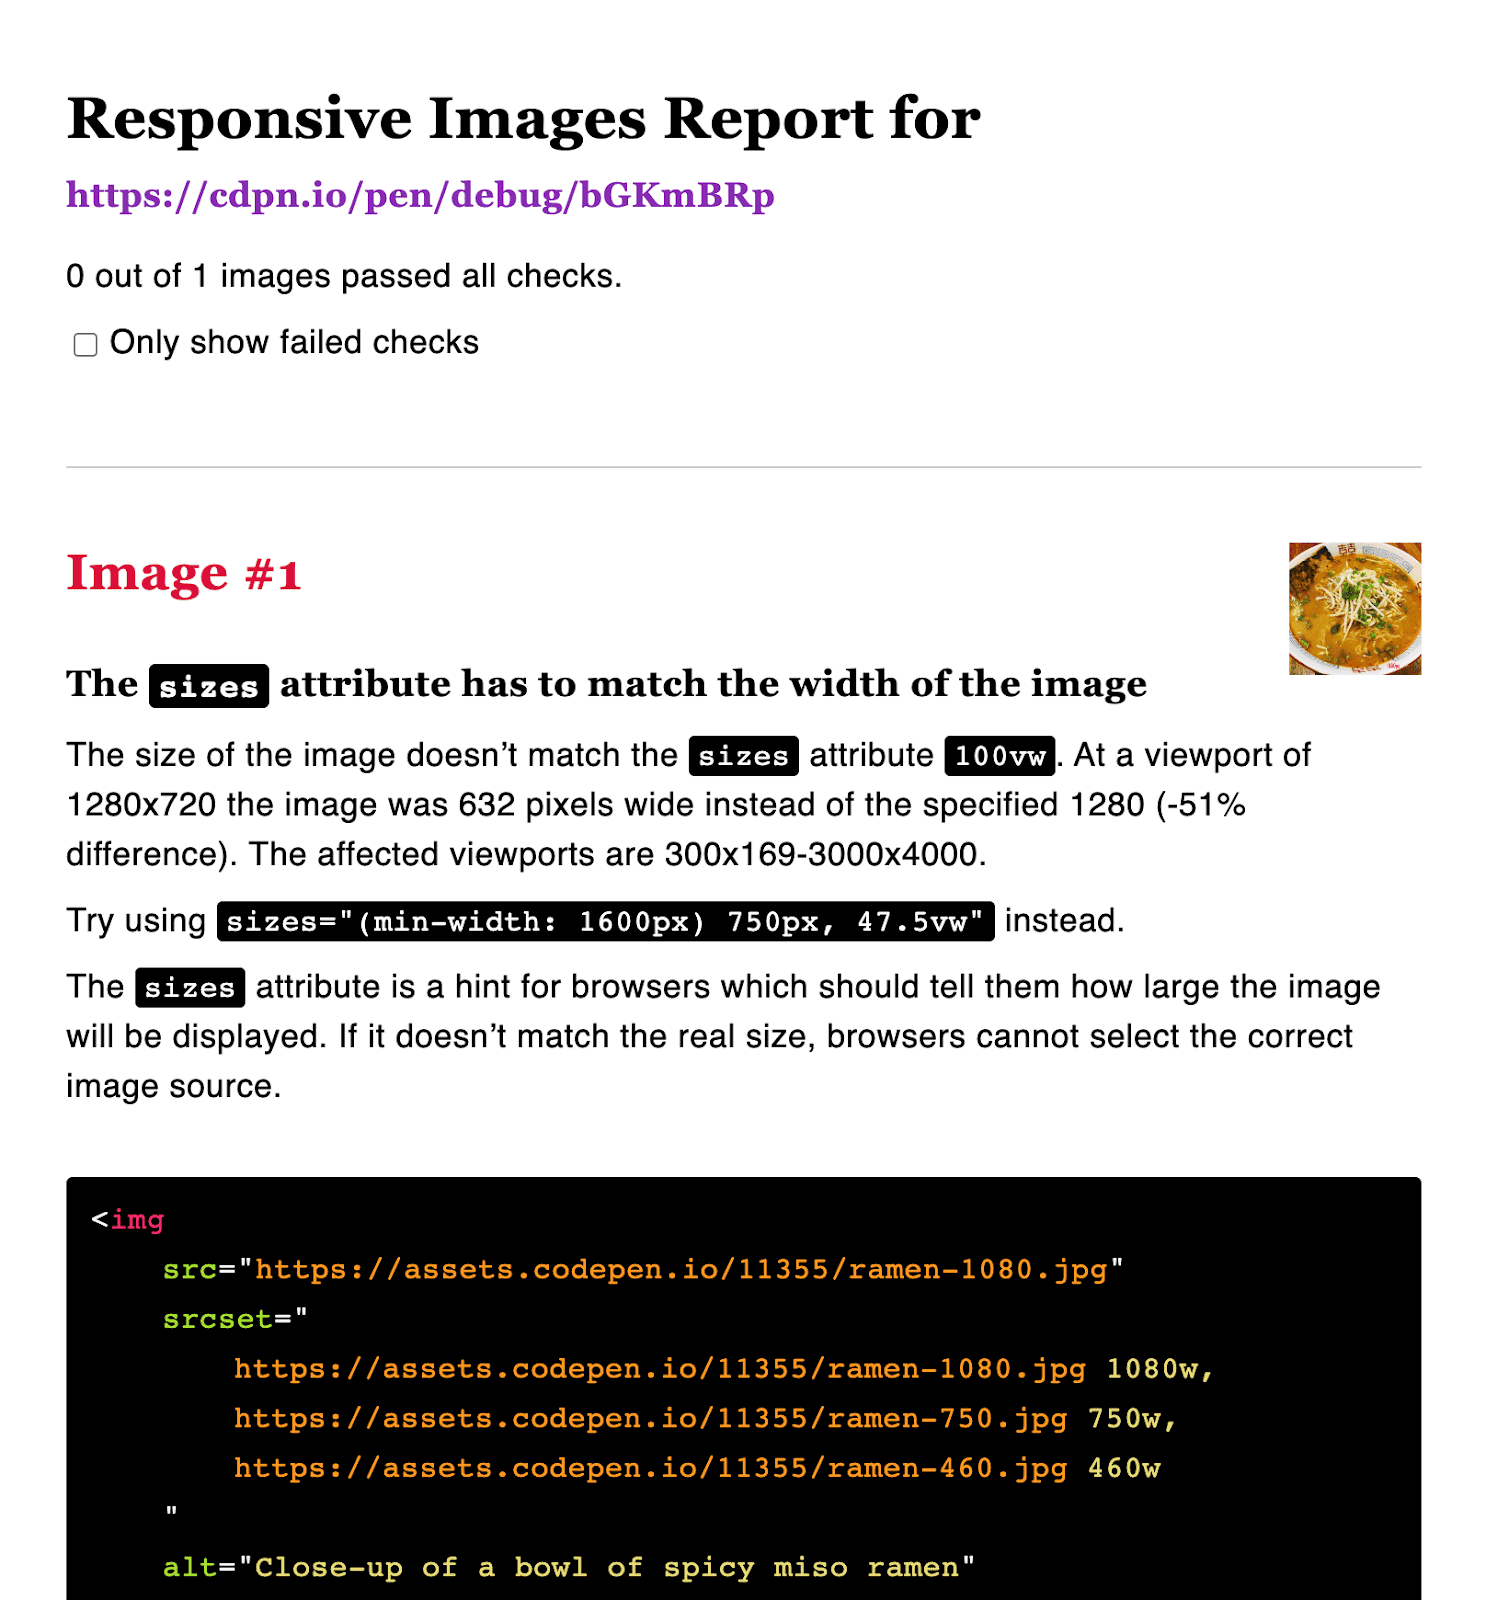 Responsive Images Report for
https://cdpn.io/pen/debug/bGKmBRp
0 out of 1 images passed all checks.
Only show failed checks
Image #1
The sizes attribute has to match the width of the image
The size of the image doesn’t match the sizes attribute 100vw. At a viewport of
1280x720 the image was 632 pixels wide instead of the specified 1280 (-51%
difference). The affected viewports are 300x169-3000x4000.
Try using sizes="(min-width: 1600px) 750px, 47.5vw" instead.
The sizes attribute is a hint for browsers which should tell them how large the image
will be displayed. If it doesn’t match the real size, browsers cannot select the correct
image source.
<img
src="https://assets.codepen.io/11355/ramen-1080.jpg"
srcset="
https://assets.codepen.io/11355/ramen-1080.jpg 1080w,
https://assets.codepen.io/11355/ramen-750.jpg 750w,
https://assets.codepen.io/11355/ramen-460.jpg 460w
"
alt="Close-up of a bowl of spicy miso ramen"